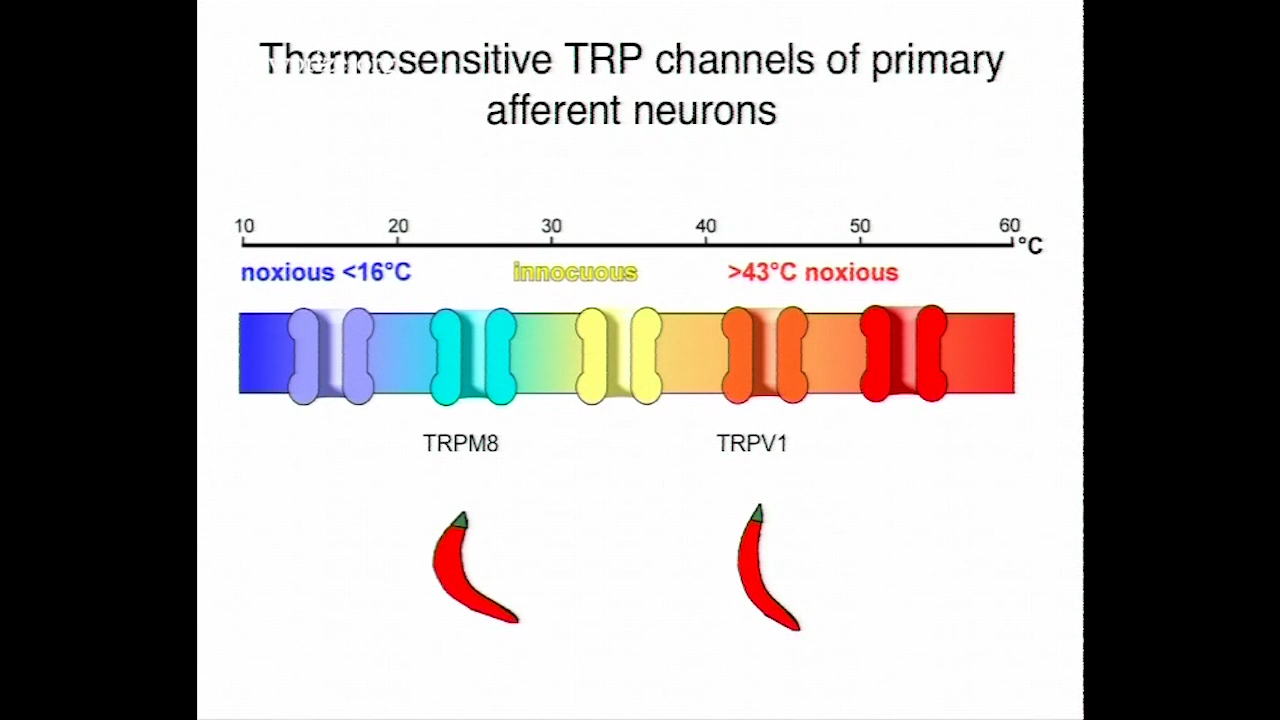 Thermosensitive TRP channels of primary
afferent neurons
10 20 30 40 50 60
°C
noxious <16°C innocuous >43°C noxious
TRPM8 TRPV1